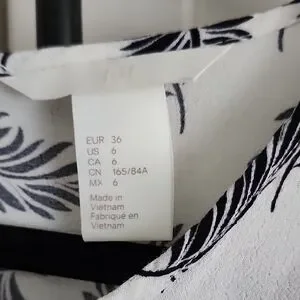 EUR 36
US 6
CA 6
CN 165/84A
MX 6
Made in
Vietnam
Fabriqué en
Vietnam